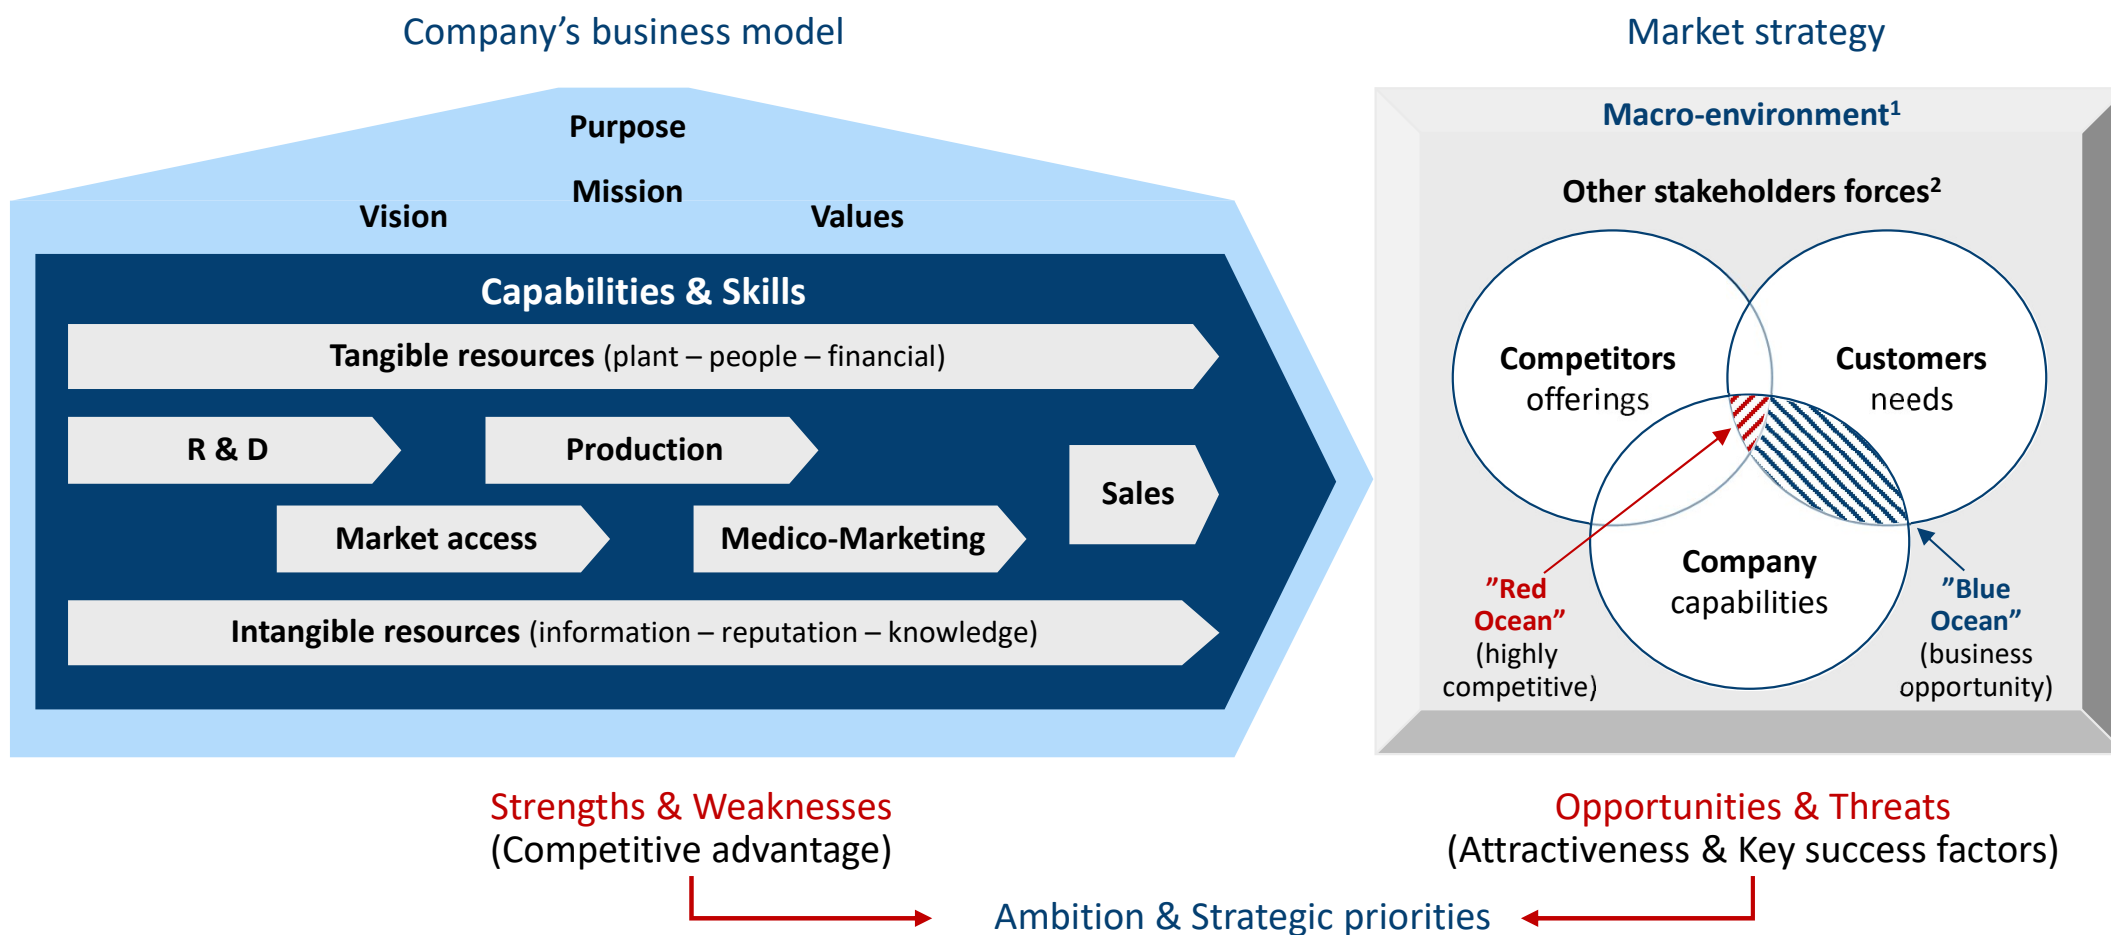 Company’s business model
Purpose
Mission
Vision
Values
Capabilities & Skills
Tangible resources (plant – people – financial)
R & D
Production
Sales
Market access
Medico-Marketing
Intangible resources (information – reputation – knowledge)
Strengths & Weaknesses
(Competitive advantage)
Market strategy
Macro-environment¹
Other stakeholders forces²
Competitors
offerings
Customers
needs
Company
capabilities
”Red
Ocean”
(highly
competitive)
”Blue
Ocean”
(business
opportunity)
Opportunities & Threats
(Attractiveness & Key success factors)
Ambition & Strategic priorities